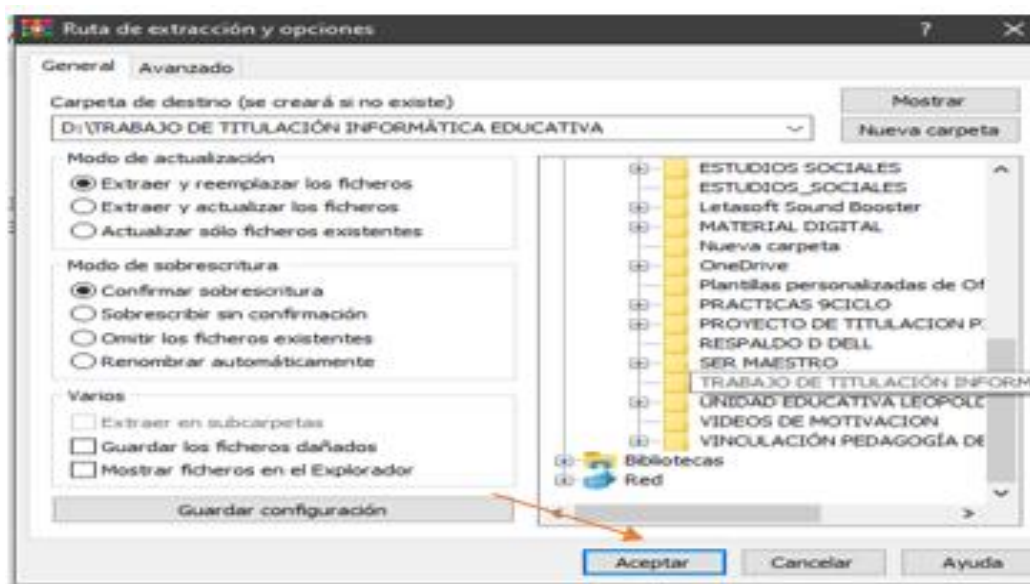 Ruta de extracción y opciones
General Avanzado
Carpeta de destino (se creará si no existe)
Mostrar
D:\TRABAJO DE TITULACIÓN INFORMÁTICA EDUCATIVA
Nueva carpeta
Modo de actualización
Extraer y reemplazar los ficheros
Extraer y actualizar los ficheros
Actualizar sólo ficheros existentes
Modo de sobrescritura
Confirmar sobrescritura
Sobrescribir sin confirmación
Omitir los ficheros existentes
Renombrar automáticamente
Varios
Extraer en subcarpetas
Guardar los ficheros dañados
Mostrar ficheros en el Explorador
Guardar configuración
ESTUDIOS SOCIALES
ESTUDIOS_SOCIALES
Letasoft Sound Booster
MATERIAL DIGITAL
Nueva carpeta
OneDrive
Plantillas personalizadas de Of
PRACTICAS 9CICLO
PROYECTO DE TITULACION P
RESPALDO D DELL
SER MAESTRO
TRABAJO DE TITULACIÓN INFORM
UNIDAD EDUCATIVA LEOPOLD
VIDEOS DE MOTIVACION
VINCULACIÓN PEDAGOGÍA DE
Bibliotecas
Red
Aceptar Cancelar Ayuda